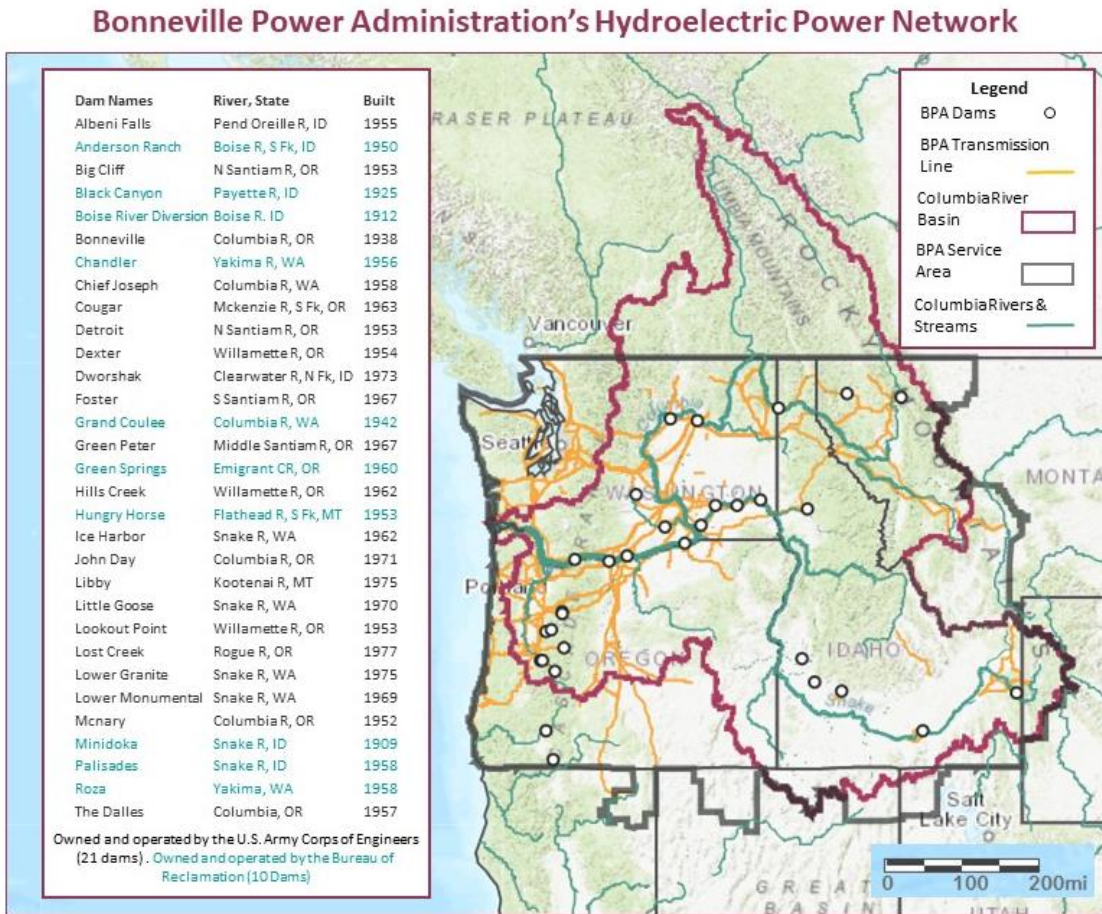 Bonneville Power Administration's Hydroelectric Power Network
Dam Names River, State Built
Albeni Falls Pend Oreille R, ID 1955
Anderson Ranch Boise R, S Fk, ID 1950
Big Cliff N Santiam R, OR 1953
Black Canyon Payette R, ID 1925
Boise River Diversion Boise R. ID 1912
Bonneville Columbia R, OR 1938
Chandler Yakima R, WA 1956
Chief Joseph Columbia R, WA 1958
Cougar Mckenzie R, S Fk, OR 1963
Detroit N Santiam R, OR 1953
Dexter Willamette R, OR 1954
Dworshak Clearwater R, N Fk, ID 1973
Foster S Santiam R, OR 1967
Grand Coulee Columbia R, WA 1942
Green Peter Middle Santiam R, OR 1967
Green Springs Emigrant CR, OR 1960
Hills Creek Willamette R, OR 1962
Hungry Horse Flathead R, S Fk, MT 1953
Ice Harbor Snake R, WA 1962
John Day Columbia R, OR 1971
Libby Kootenai R, MT 1975
Little Goose Snake R, WA 1970
Lookout Point Willamette R, OR 1953
Lost Creek Rogue R, OR 1977
Lower Granite Snake R, WA 1975
Lower Monumental Snake R, WA 1969
Mcnary Columbia R, OR 1952
Minidoka Snake R, ID 1909
Palisades Snake R, ID 1958
Roza Yakima, WA 1958
The Dalles Columbia, OR 1957
Owned and operated by the U.S. Army Corps of Engineers
(21 dams) . Owned and operated by the Bureau of
Reclamation (10 Dams)
Legend
BPA Dams
BPA Transmission
Line
Columbia River
Basin
BPA Service
Area
Columbia Rivers &
Streams
RASER PLATEAU
UMBIA MOUNTAINS
ROCKY
Vancouver
Columbia
Seattle
WASHINGTON
MONTA
Portland
OREGON
IDAHO
Snake
Salt
Lake City
GREAT
BASIN
UTAH
0 100 200mi